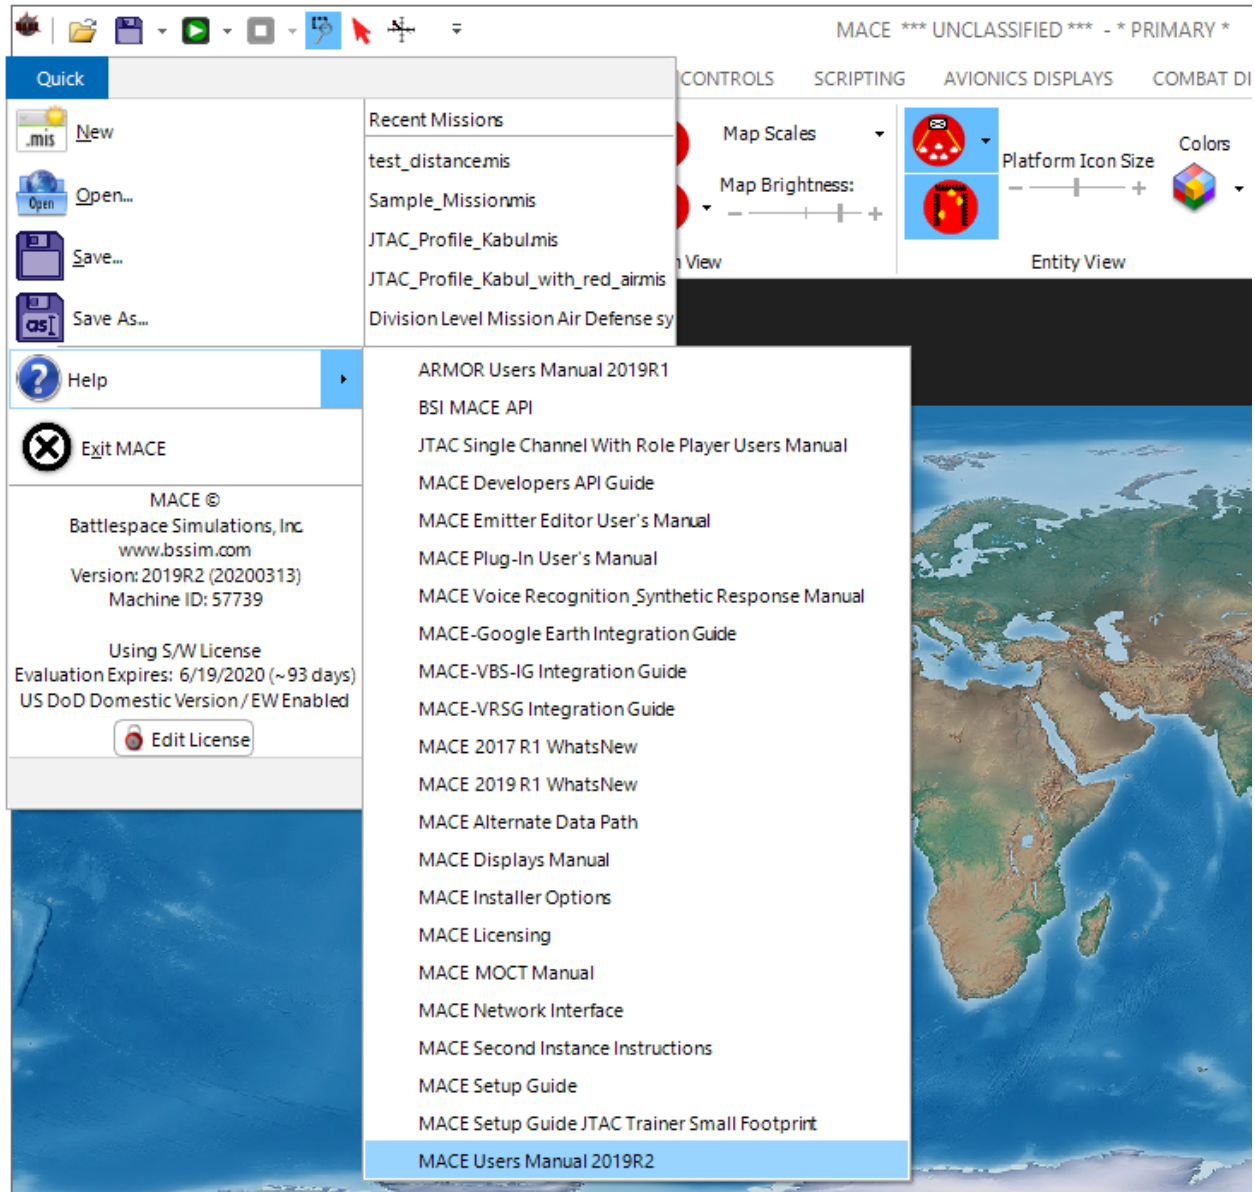 MACE *** UNCLASSIFIED *** - * PRIMARY *
Quick
CONTROLS SCRIPTING AVIONICS DISPLAYS COMBAT DI
.mis New
Open Open...
Save...
as Save As...
Help
Exit MACE
Recent Missions
test_distance.mis
Sample_Mission.mis
JTAC_Profile_Kabul.mis
JTAC_Profile_Kabul_with_red_air.mis
Division Level Mission Air Defense sy
Map Scales
Map Brightness:
View
Platform Icon Size
Colors
Entity View
MACE ©
Battlespace Simulations, Inc.
www.bssim.com
Version: 2019R2 (20200313)
Machine ID: 57739
Using S/W License
Evaluation Expires: 6/19/2020 (~93 days)
US DoD Domestic Version / EW Enabled
Edit License
ARMOR Users Manual 2019R1
BSI MACE API
JTAC Single Channel With Role Player Users Manual
MACE Developers API Guide
MACE Emitter Editor User's Manual
MACE Plug-In User's Manual
MACE Voice Recognition_Synthetic Response Manual
MACE-Google Earth Integration Guide
MACE-VBS-IG Integration Guide
MACE-VRSG Integration Guide
MACE 2017 R1 WhatsNew
MACE 2019 R1 WhatsNew
MACE Alternate Data Path
MACE Displays Manual
MACE Installer Options
MACE Licensing
MACE MOCT Manual
MACE Network Interface
MACE Second Instance Instructions
MACE Setup Guide
MACE Setup Guide JTAC Trainer Small Footprint
MACE Users Manual 2019R2